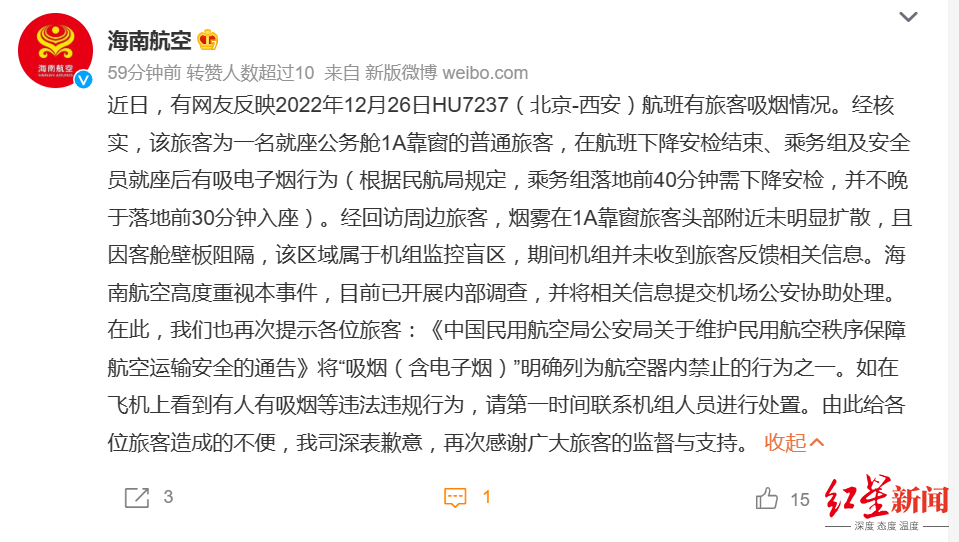 海南航空
海南航空
59分钟前 转赞人数超过10 来自 新版微博 weibo.com
近日，有网友反映2022年12月26日HU7237（北京-西安）航班有旅客吸烟情况。经核
实，该旅客为一名就座公务舱1A靠窗的普通旅客，在航班下降安检结束、乘务组及安全
员就座后有吸电子烟行为（根据民航局规定，乘务组落地前40分钟需下降安检，并不晚
于落地前30分钟入座）。经回访周边旅客，烟雾在1A靠窗旅客头部附近未明显扩散，且
因客舱壁板阻隔，该区域属于机组监控盲区，期间机组并未收到旅客反馈相关信息。海
南航空高度重视本事件，目前已开展内部调查，并将相关信息提交机场公安协助处理。
在此，我们也再次提示各位旅客：《中国民用航空局公安局关于维护民用航空秩序保障
航空运输安全的通告》将“吸烟（含电子烟）”明确列为航空器内禁止的行为之一。如在
飞机上看到有人有吸烟等违法违规行为，请第一时间联系机组人员进行处置。由此给各
位旅客造成的不便，我司深表歉意，再次感谢广大旅客的监督与支持。 收起
3 1 15
红星新闻
深度 态度 温度